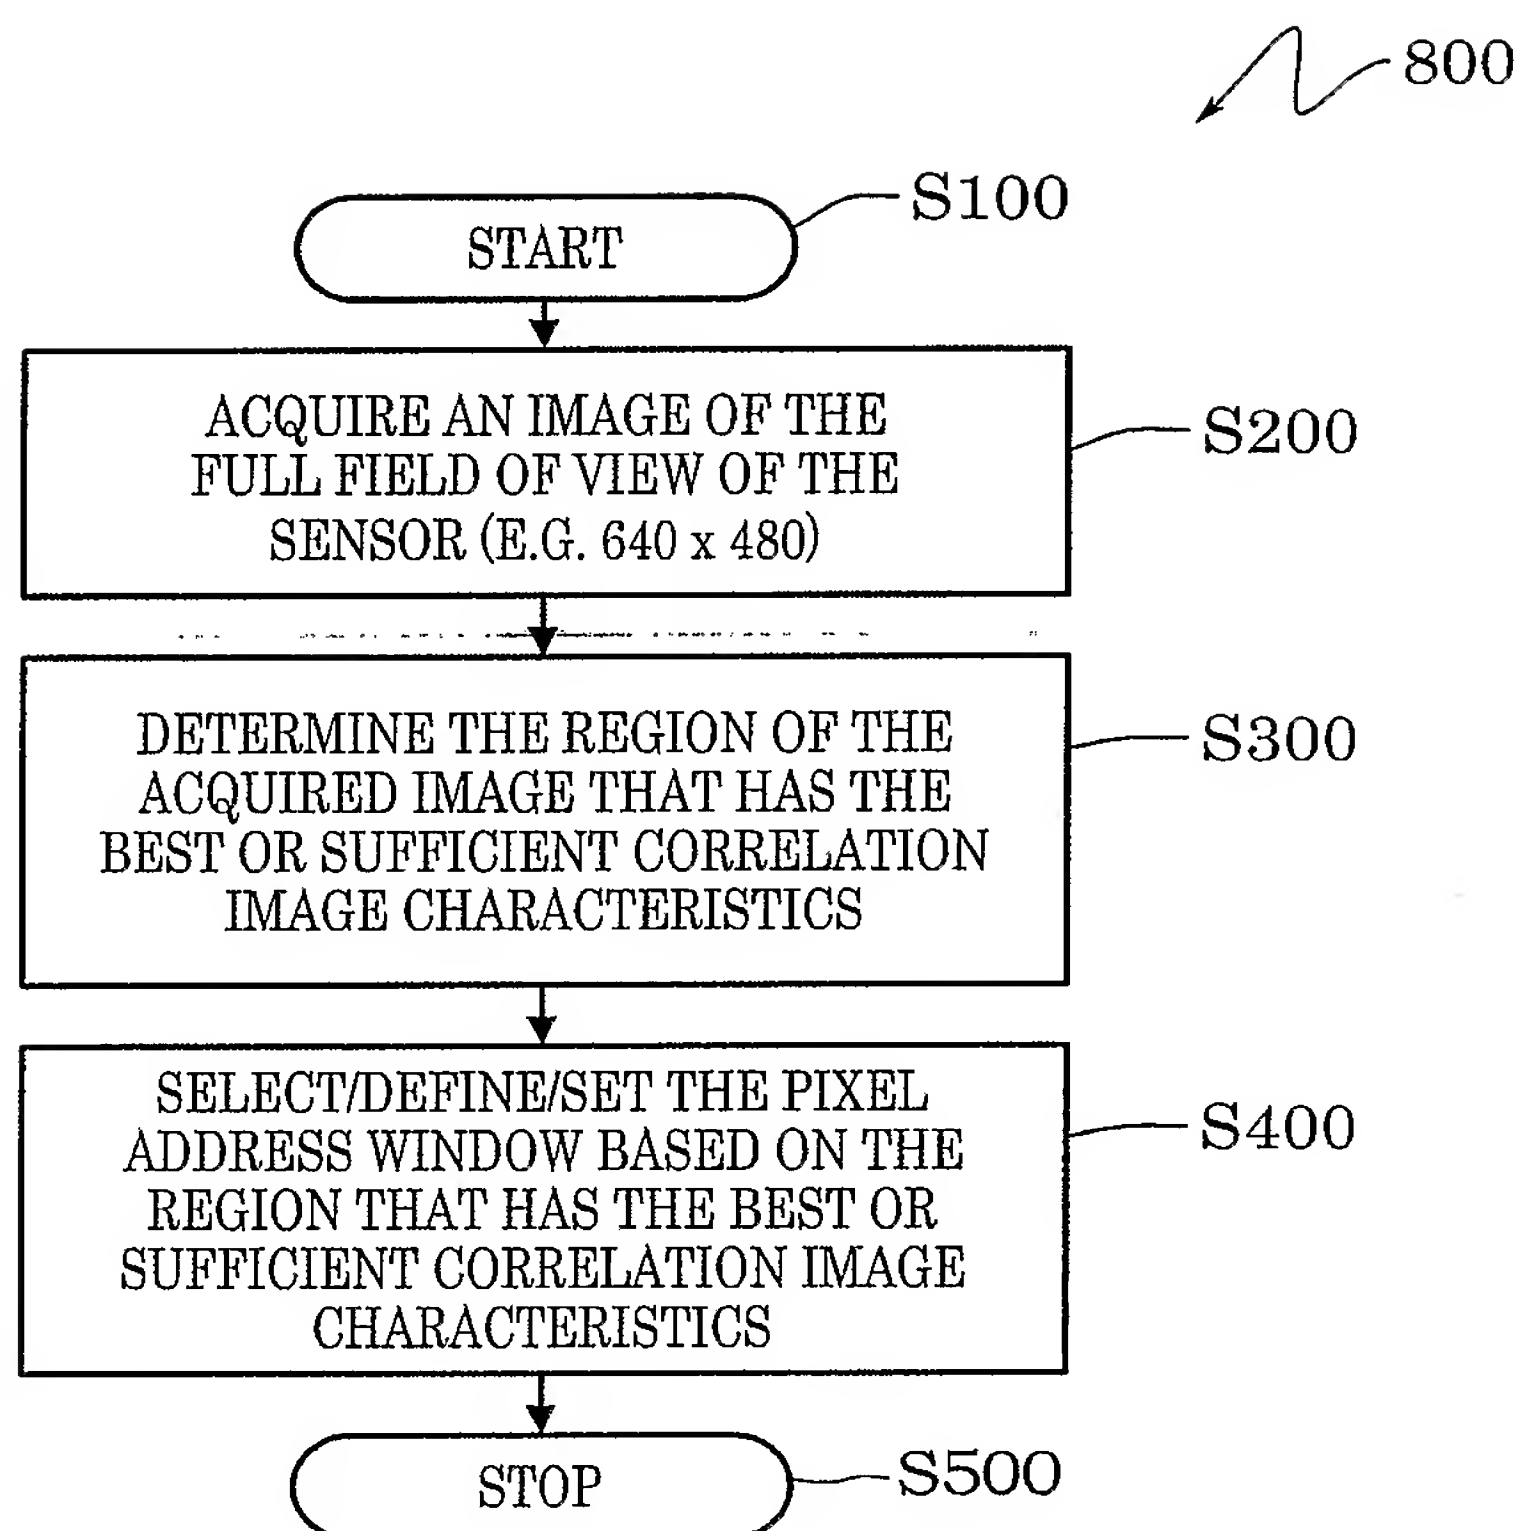 800
START
S100
ACQUIRE AN IMAGE OF THE
FULL FIELD OF VIEW OF THE
SENSOR (E.G. 640 x 480)
S200
DETERMINE THE REGION OF THE
ACQUIRED IMAGE THAT HAS THE
BEST OR SUFFICIENT CORRELATION
IMAGE CHARACTERISTICS
S300
SELECT/DEFINE/SET THE PIXEL
ADDRESS WINDOW BASED ON THE
REGION THAT HAS THE BEST OR
SUFFICIENT CORRELATION IMAGE
CHARACTERISTICS
S400
STOP
S500